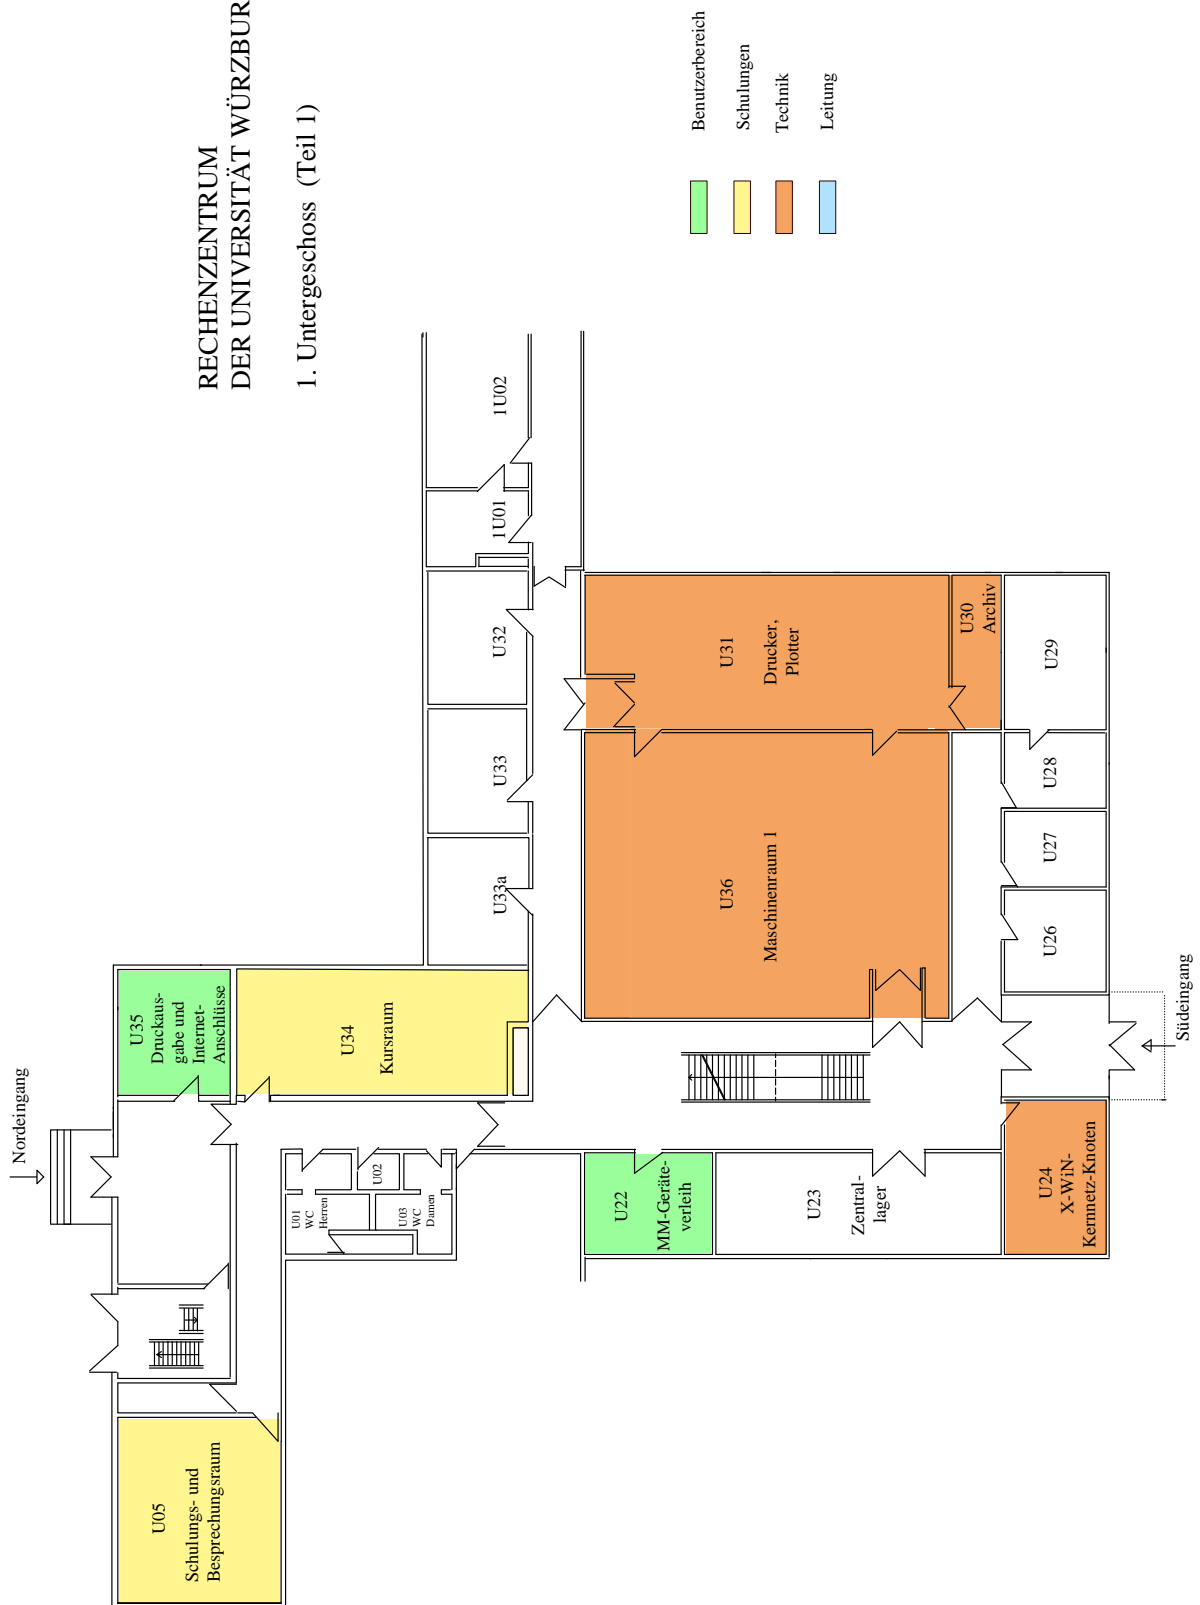 RECHENZENTRUM
DER UNIVERSITÄT WÜRZBUR
1. Untergeschoss (Teil 1)
Benutzerbereich
Schulungen
Technik
Leitung
Nordeingang
U35
Druckaus-
gabe und
Internet-
Anschlüsse
U34
Kursraum
U33a
U33
U32
1U01
1U02
U31
Drucker,
Plotter
U30
Archiv
U29
U28
U27
U26
U36
Maschinenraum 1
Südeingang
U24
X-WiN-
Kernnetz-Knoten
U23
Zentral-
lager
U22
MM-Geräte-
verleih
U01
WC
Herren
U02
U03
WC
Damen
U05
Schulungs- und
Besprechungsraum